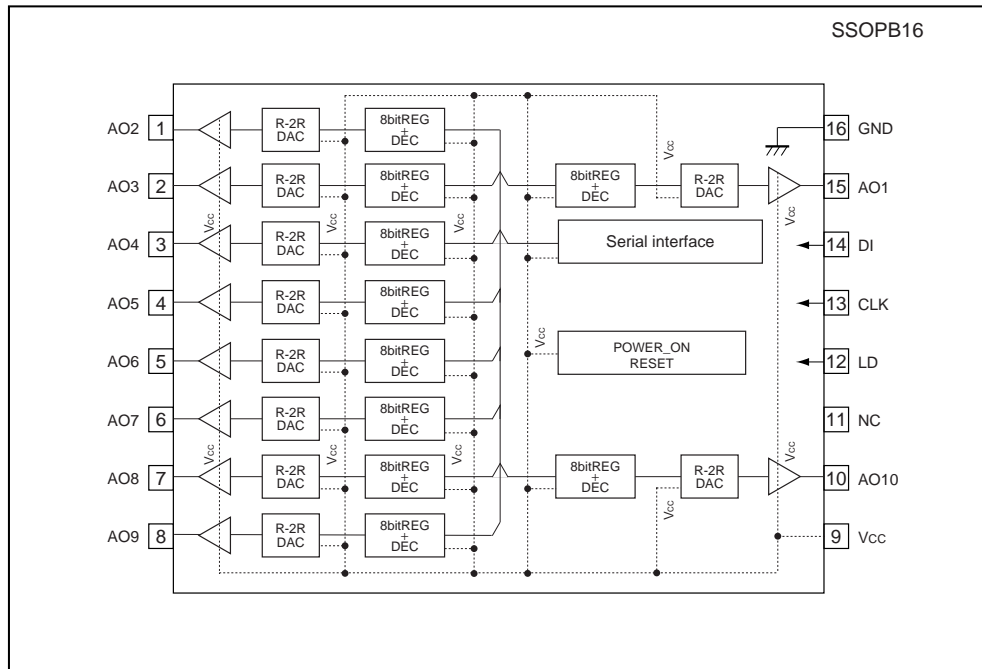 SSOPB16
AO2 1 R-2R DAC 8bitREG ± DEC 16 GND
Vcc
AO3 2 R-2R DAC 8bitREG ± DEC 8bitREG ± DEC R-2R DAC 15 AO1
Vcc Vcc Vcc Vcc
AO4 3 R-2R DAC 8bitREG ± DEC Serial interface 14 DI
AO5 4 R-2R DAC 8bitREG ± DEC 13 CLK
Vcc
AO6 5 R-2R DAC 8bitREG ± DEC POWER_ON RESET 12 LD
AO7 6 R-2R DAC 8bitREG ± DEC 11 NC
Vcc Vcc Vcc Vcc
AO8 7 R-2R DAC 8bitREG ± DEC 8bitREG ± DEC R-2R DAC 10 AO10
Vcc
AO9 8 R-2R DAC 8bitREG ± DEC 9 Vcc